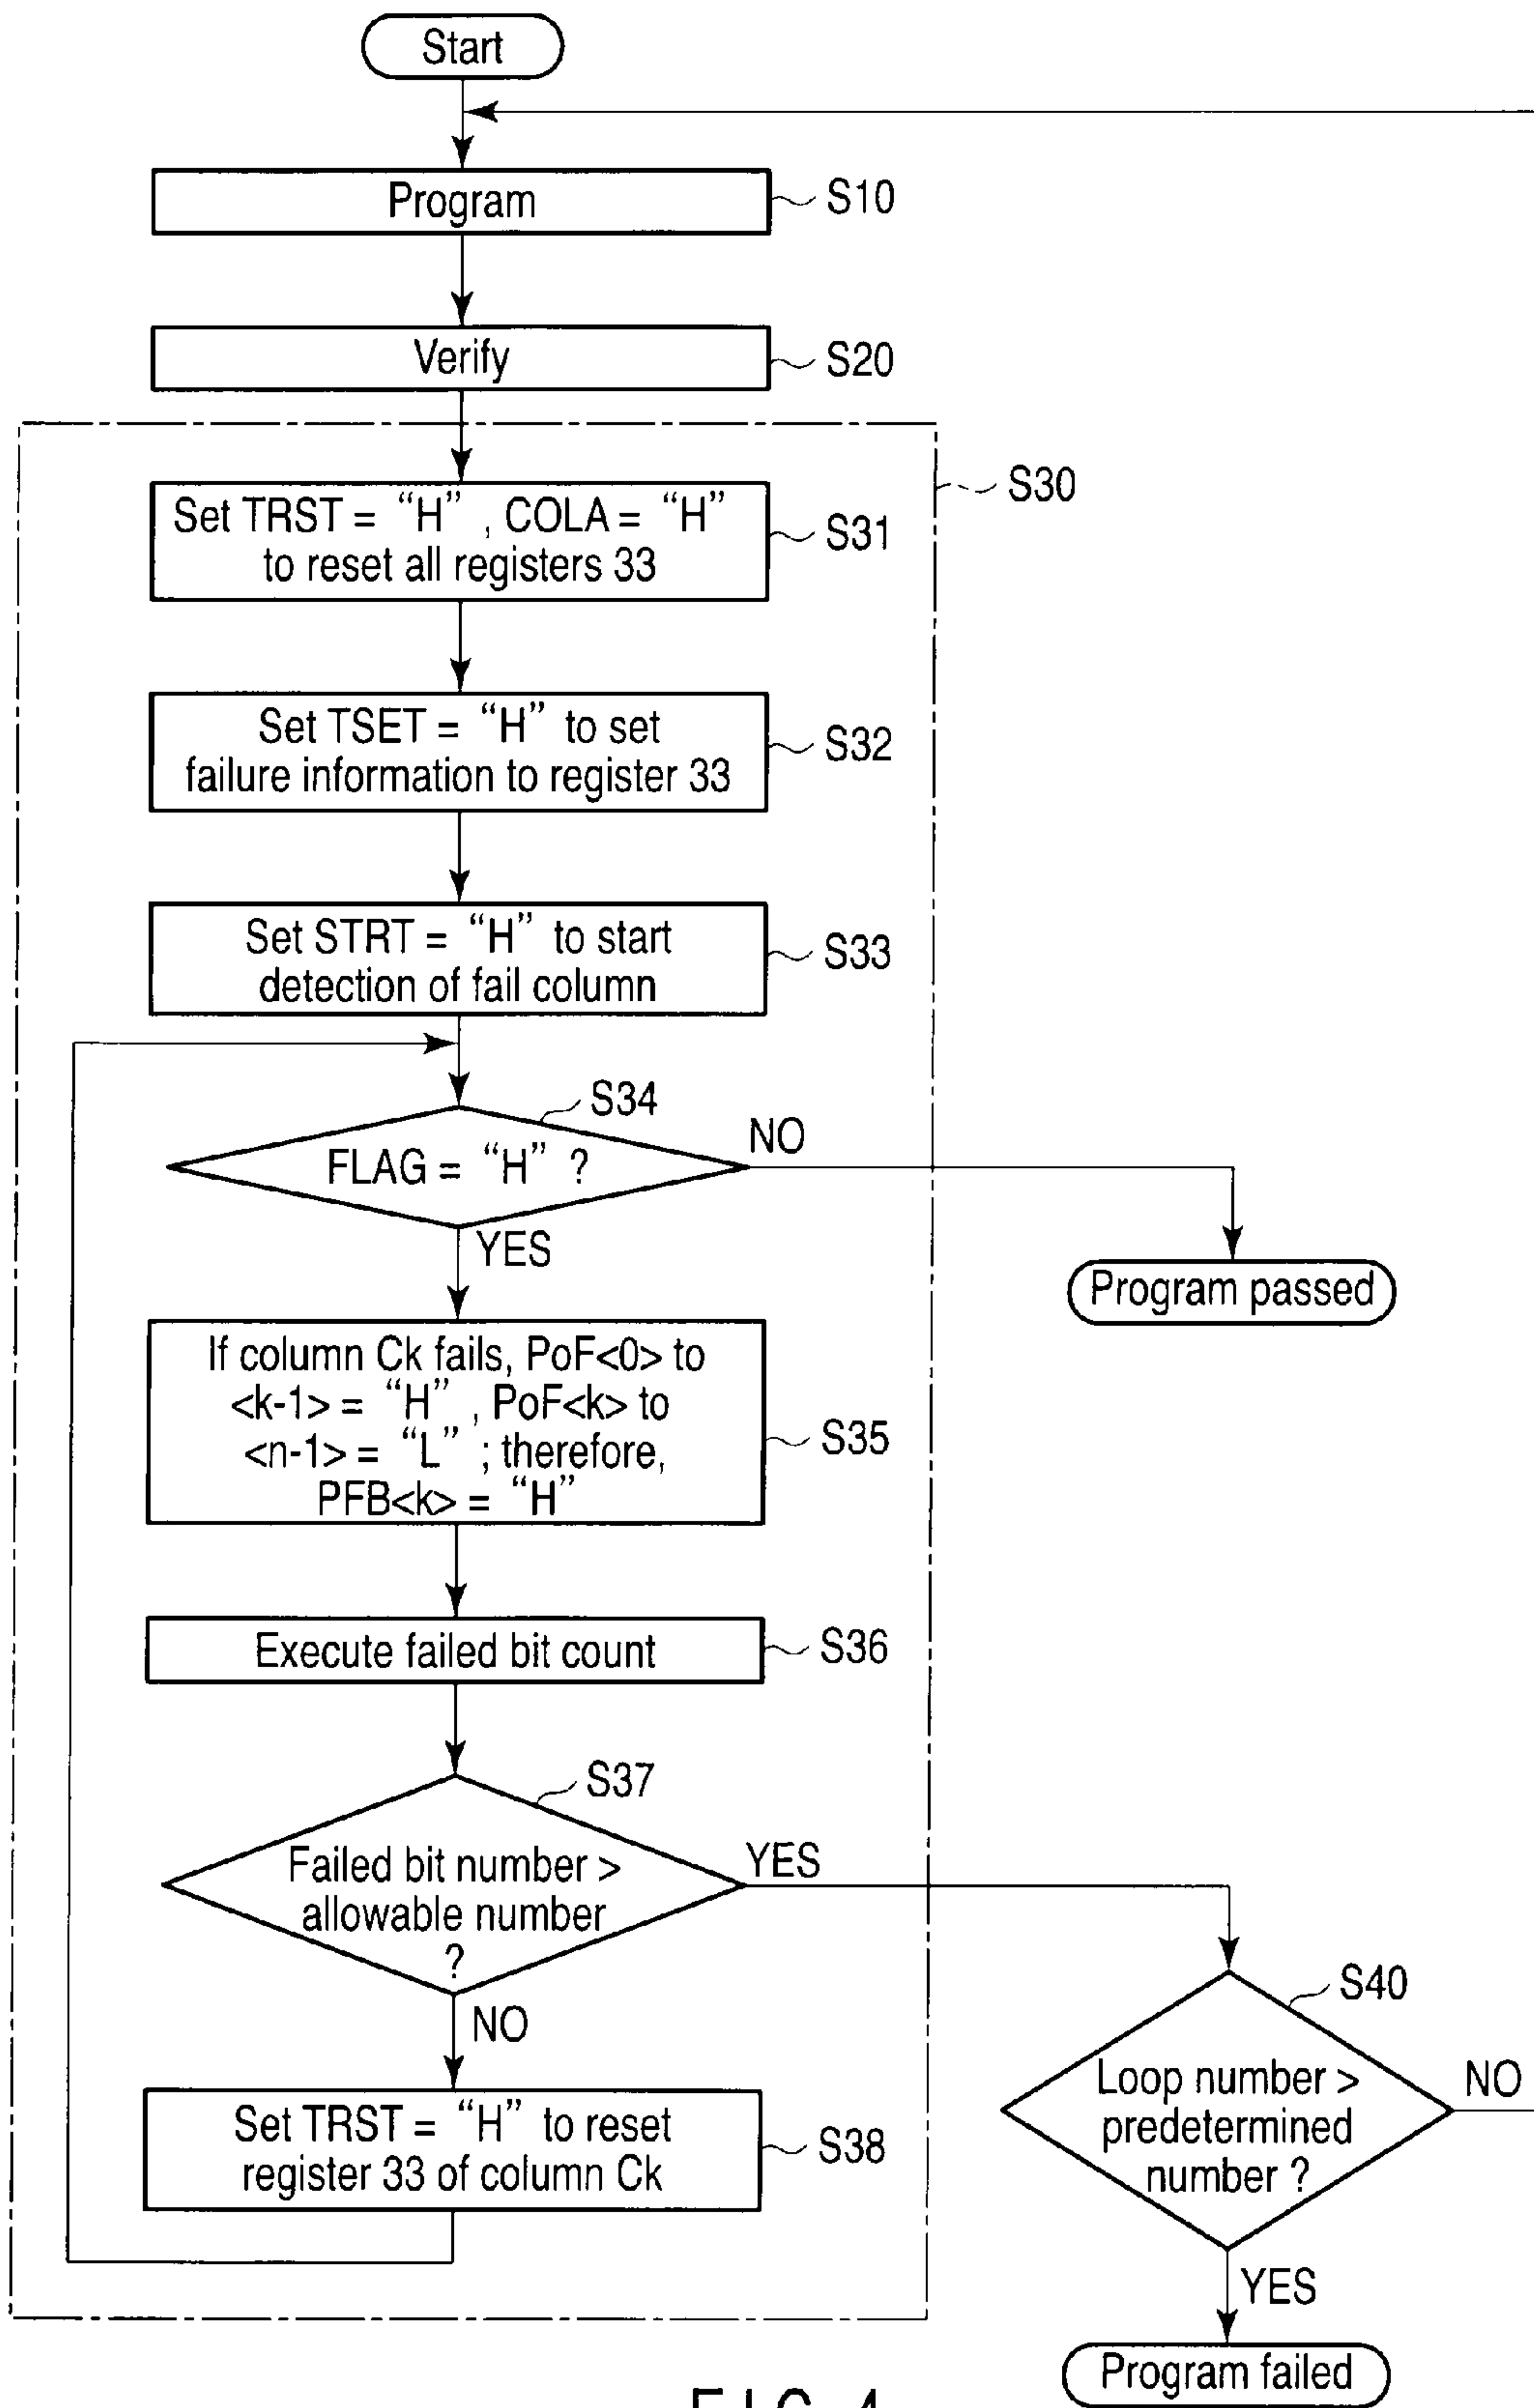 Start
Program
S10
Verify
S20
S30
Set TRST = “H” , COLA = “H”
to reset all registers 33
S31
Set TSET = “H” to set
failure information to register 33
S32
Set STRT = “H” to start
detection of fail column
S33
S34
FLAG = “H” ?
NO
YES
Program passed
If column Ck fails, PoF<0> to
<k-1> = “H” , PoF<k> to
<n-1> = “L” ; therefore,
PFB<k> = “H”
S35
Execute failed bit count
S36
S37
Failed bit number >
allowable number
?
YES
NO
S40
Loop number >
predetermined
number ?
NO
YES
Set TRST = “H” to reset
register 33 of column Ck
S38
Program failed
FIG. 4